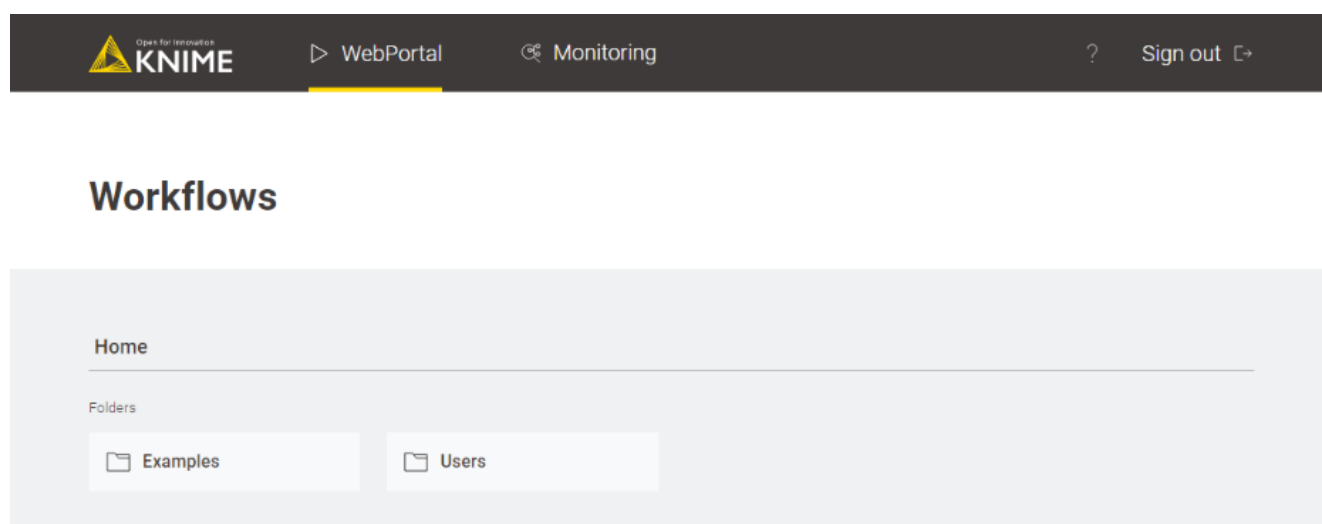 Open for Innovation
KNIME
WebPortal
Monitoring
?
Sign out
Workflows
Home
Folders
Examples
Users